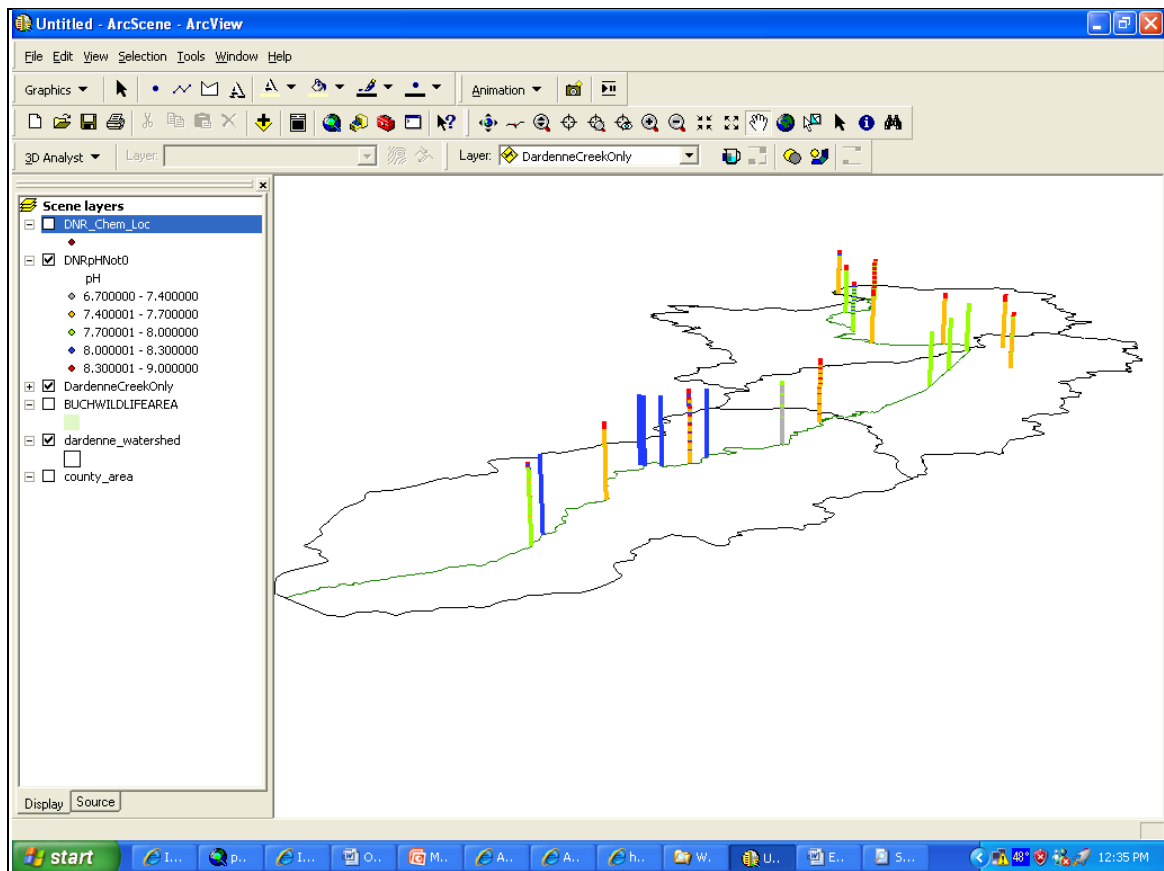 Untitled - ArcScene - ArcView
File Edit View Selection Tools Window Help
Graphics A A Animation
3D Analyst Layer: Layer: DardenneCreekOnly
Scene layers
DNR_Chem_Loc
DNRpHNot0
pH
6.700000 - 7.400000
7.400001 - 7.700000
7.700001 - 8.000000
8.000001 - 8.300000
8.300001 - 9.000000
DardenneCreekOnly
BUCHWILDLIFEAREA
dardenne_watershed
county_area
Display Source
start I... p... I... o... M... A... A... h... W... U... E... S... 48° 12:35 PM